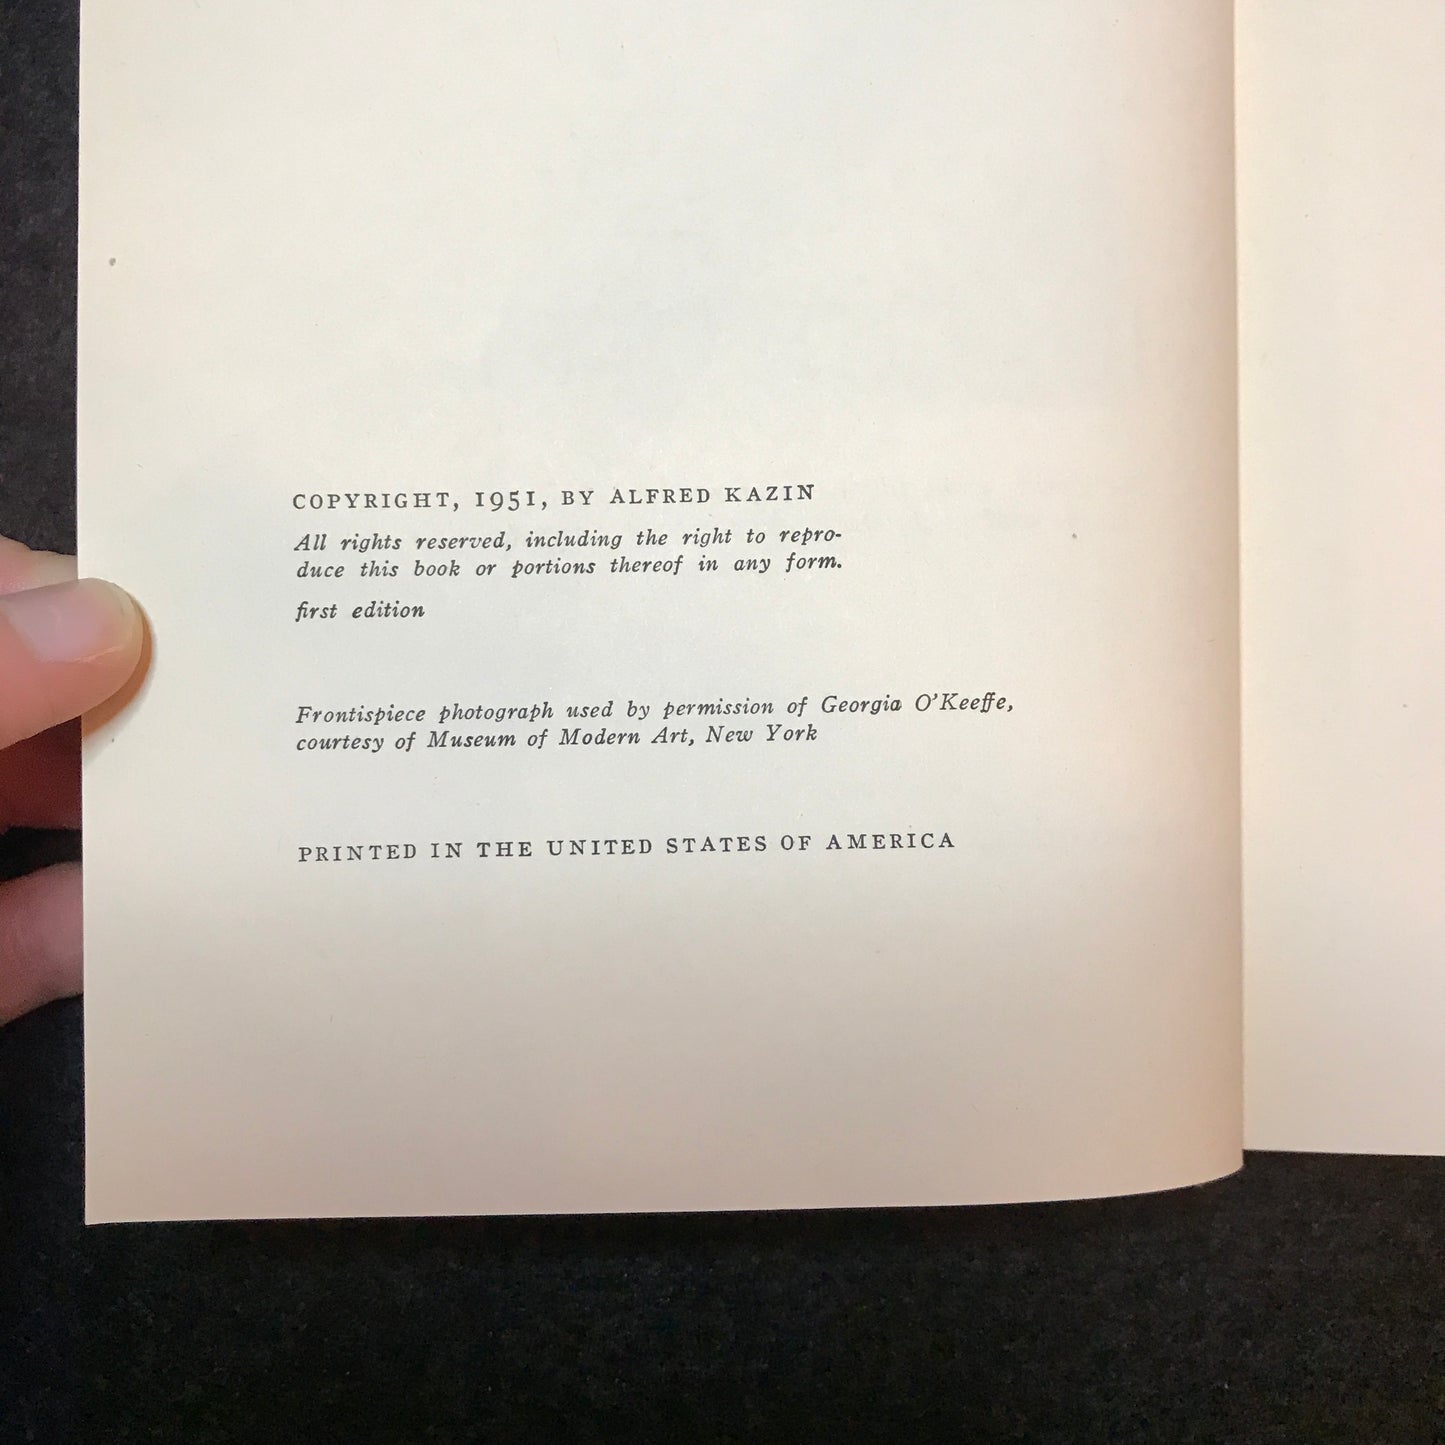 COPYRIGHT, 1951, BY ALFRED KAZIN
All rights reserved, including the right to repro-
duce this book or portions thereof in any form.
first edition
Frontispiece photograph used by permission of Georgia O'Keeffe,
courtesy of Museum of Modern Art, New York
PRINTED IN THE UNITED STATES OF AMERICA